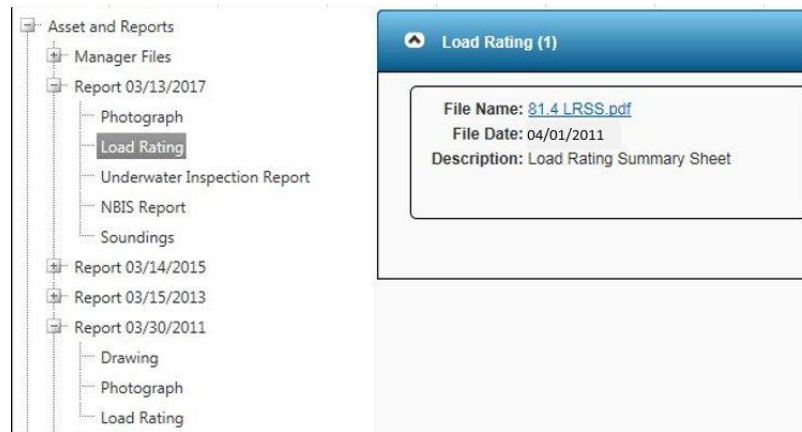 Asset and Reports
Manager Files
Report 03/13/2017
Photograph
Load Rating
Underwater Inspection Report
NBIS Report
Soundings
Report 03/14/2015
Report 03/15/2013
Report 03/30/2011
Drawing
Photograph
Load Rating
Load Rating (1)
File Name: 81.4 LRSS.pdf
File Date: 04/01/2011
Description: Load Rating Summary Sheet